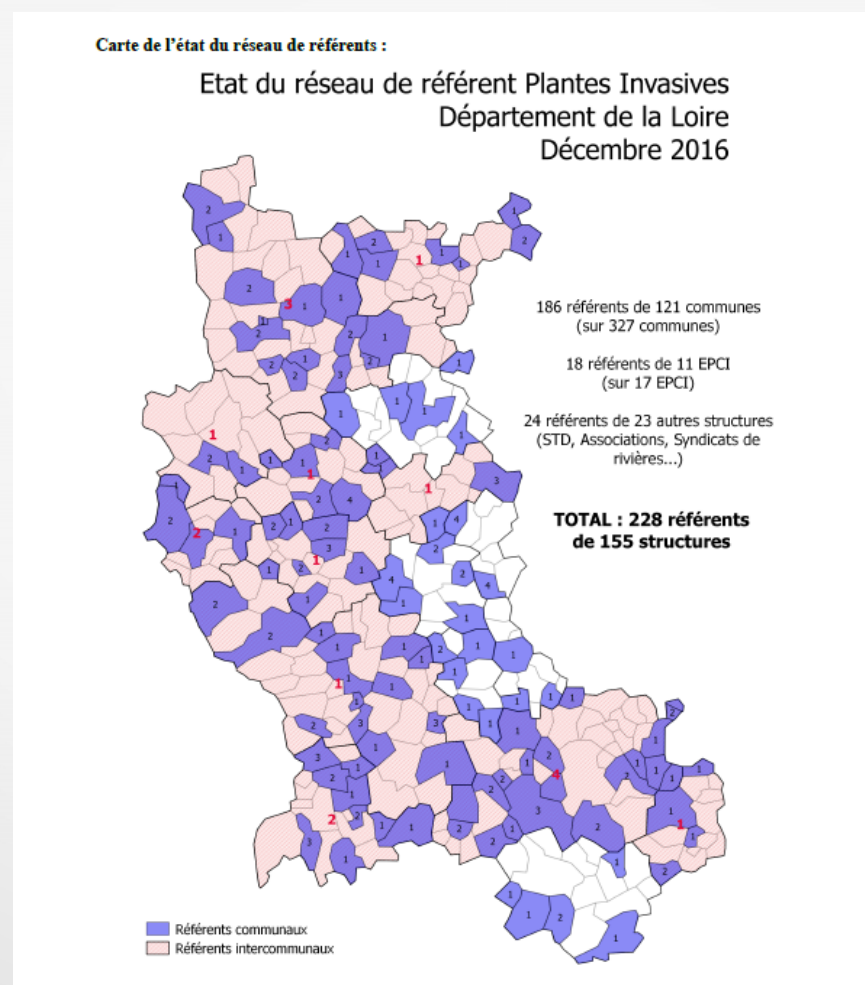 Carte de l'état du réseau de référents :
Etat du réseau de référent Plantes Invasives
Département de la Loire
Décembre 2016
186 référents de 121 communes
(sur 327 communes)
18 référents de 11 EPCI
(sur 17 EPCI)
24 référents de 23 autres structures
(STD, Associations, Syndicats de
rivières...)
TOTAL : 228 référents
de 155 structures
Référents communaux
Référents intercommunaux